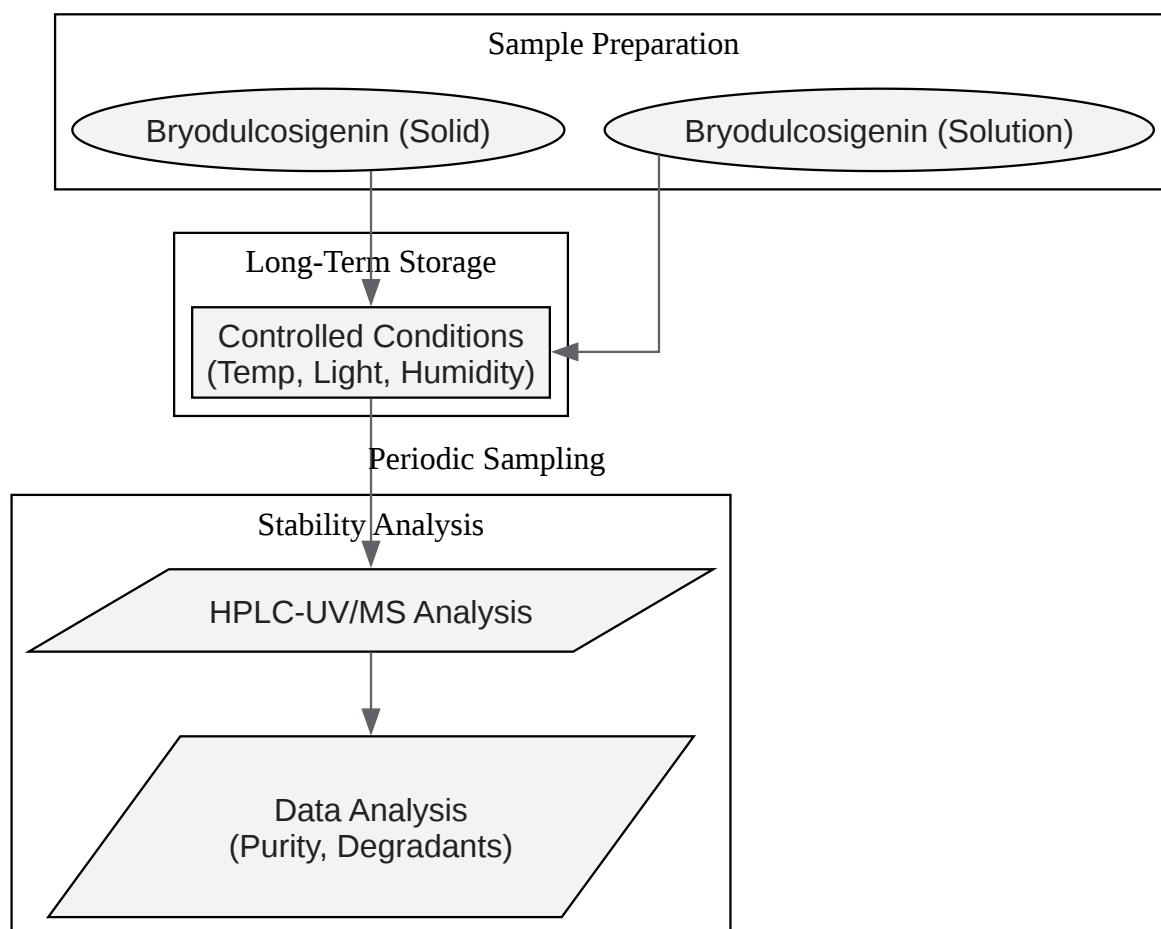 Sample Preparation
Bryodulcosigenin (Solid)
Bryodulcosigenin (Solution)
Long-Term Storage
Controlled Conditions
(Temp, Light, Humidity)
Periodic Sampling
Stability Analysis
HPLC-UV/MS Analysis
Data Analysis
(Purity, Degradants)